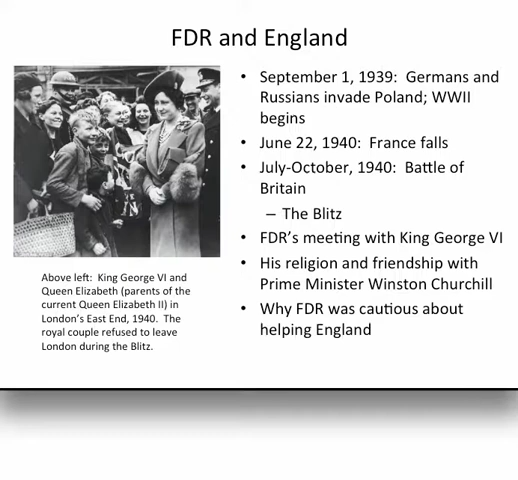 FDR and England
• September 1, 1939: Germans and
Russians invade Poland; WWII
begins
• June 22, 1940: France falls
• July-October, 1940: Battle of
Britain
– The Blitz
• FDR's meeting with King George VI
• His religion and friendship with
Prime Minister Winston Churchill
• Why FDR was cautious about
helping England
Above left: King George VI and
Queen Elizabeth (parents of the
current Queen Elizabeth II) in
London's East End, 1940. The
royal couple refused to leave
London during the Blitz.